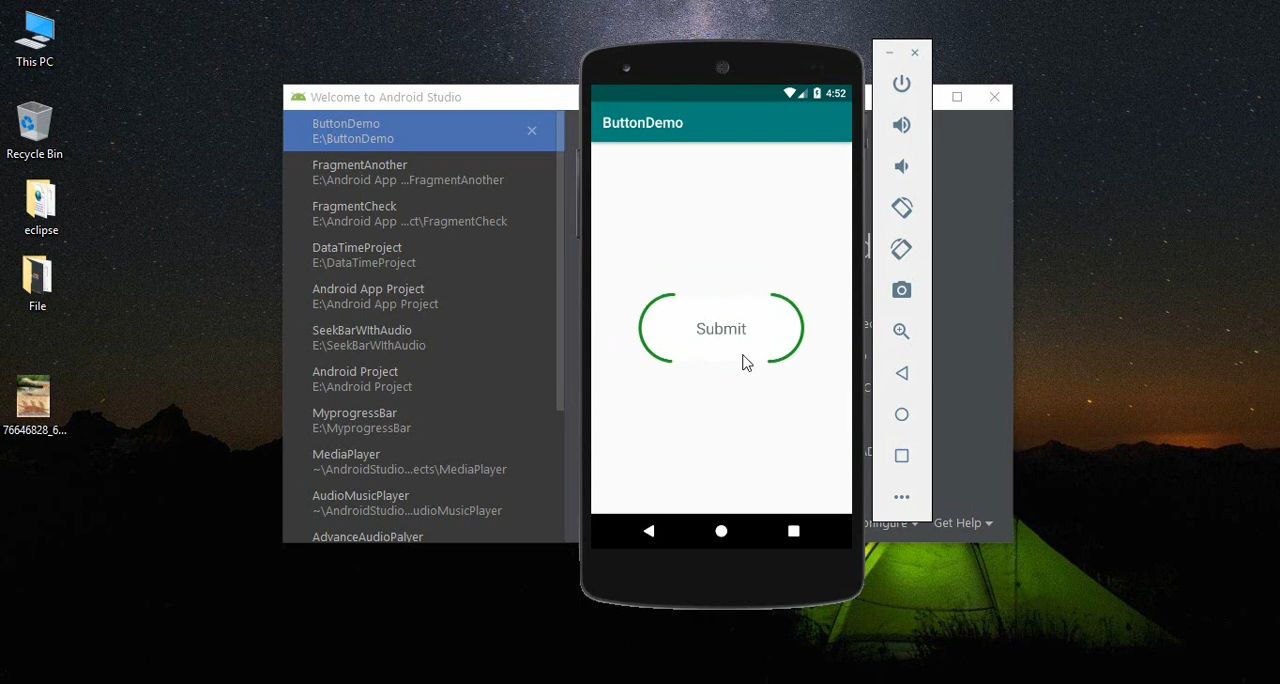 This PC
Recycle Bin
eclipse
File
76646828_6...
Welcome to Android Studio
ButtonDemo
E:\ButtonDemo
FragmentAnother
E:\Android App ...FragmentAnother
FragmentCheck
E:\Android App ...ct\FragmentCheck
DataTimeProject
E:\DataTimeProject
Android App Project
E:\Android App Project
SeekBarWIthAudio
E:\SeekBarWIthAudio
Android Project
E:\Android Project
MyprogressBar
E:\MyprogressBar
MediaPlayer
~\AndroidStudio...ects\MediaPlayer
AudioMusicPlayer
~\AndroidStudio...udioMusicPlayer
AdvanceAudioPalyer
4:52
ButtonDemo
Submit
Get Help